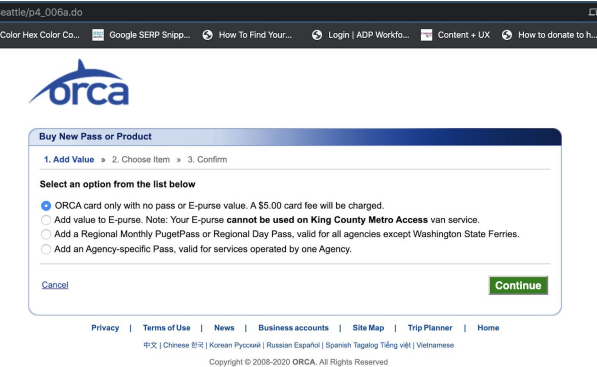 eattle/p4_006a.do
Color Hex Color Co... Google SERP Snipp... How To Find Your... Login | ADP Workfo... Content + UX How to donate to h...
orca
Buy New Pass or Product
1. Add Value » 2. Choose Item » 3. Confirm
Select an option from the list below
ORCA card only with no pass or E-purse value. A $5.00 card fee will be charged.
Add value to E-purse. Note: Your E-purse cannot be used on King County Metro Access van service.
Add a Regional Monthly PugetPass or Regional Day Pass, valid for all agencies except Washington State Ferries.
Add an Agency-specific Pass, valid for services operated by one Agency.
Cancel Continue
Privacy | Terms of Use | News | Business accounts | Site Map | Trip Planner | Home
中文 | Chinese 한국 | Korean Русский | Russian Español | Spanish Tagalog Tiếng việt | Vietnamese
Copyright © 2008-2020 ORCA. All Rights Reserved